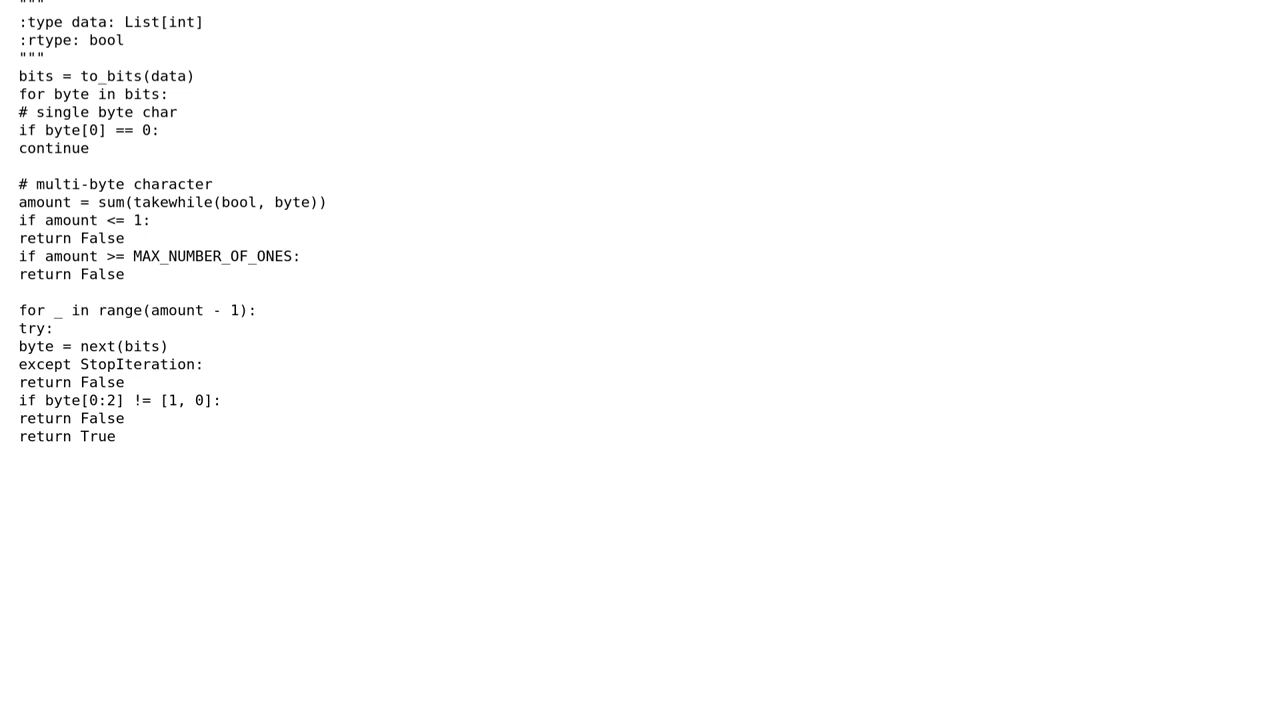 """
:type data: List[int]
:rtype: bool
"""
bits = to_bits(data)
for byte in bits:
# single byte char
if byte[0] == 0:
continue

# multi-byte character
amount = sum(takewhile(bool, byte))
if amount <= 1:
return False
if amount >= MAX_NUMBER_OF_ONES:
return False

for _ in range(amount - 1):
try:
byte = next(bits)
except StopIteration:
return False
if byte[0:2] != [1, 0]:
return False
return True